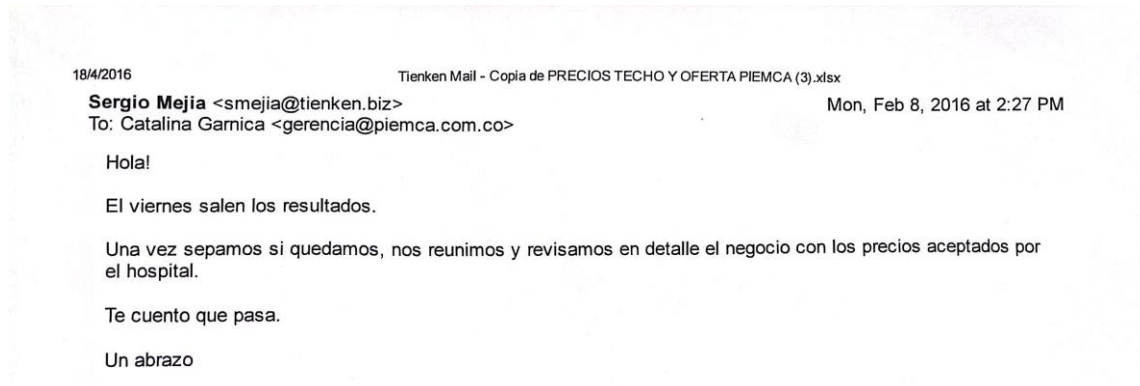 18/4/2016 Tienken Mail - Copia de PRECIOS TECHO Y OFERTA PIEMCA (3).xlsx
Sergio Mejia <smejia@tienken.biz> Mon, Feb 8, 2016 at 2:27 PM
To: Catalina Garnica <gerencia@piemca.com.co>
Hola!
El viernes salen los resultados.
Una vez sepamos si quedamos, nos reunimos y revisamos en detalle el negocio con los precios aceptados por
el hospital.
Te cuento que pasa.
Un abrazo